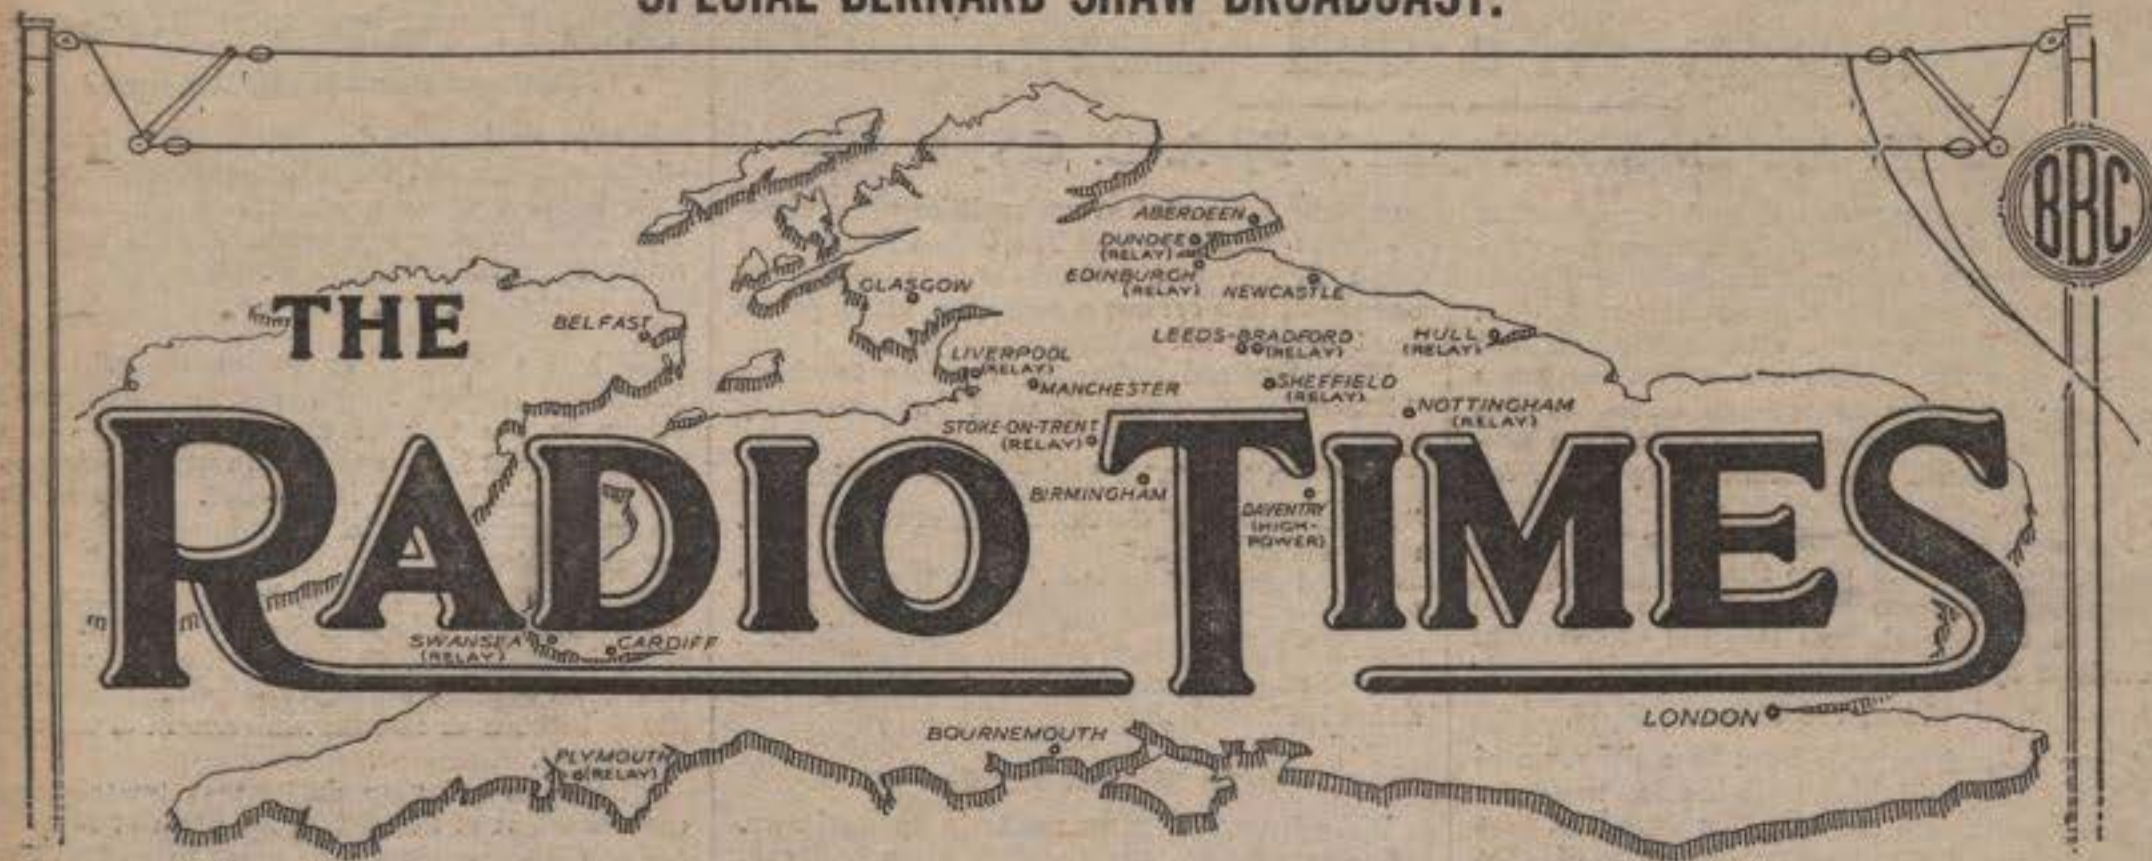 SPECIAL BERNARD SHAW BROADCAST.
BBC
ABERDEEN
DUNDEE
(RELAY)
EDINBURGH
(RELAY)
NEWCASTLE
GLASGOW
THE
BELFAST
LEEDS-BRADFORD
(RELAY)
HULL
(RELAY)
LIVERPOOL
(RELAY)
MANCHESTER
SHEFFIELD
(RELAY)
NOTTINGHAM
(RELAY)
STOKE-ON-TRENT
(RELAY)
RADIO TIMES
BIRMINGHAM
DAVENTRY
(HIGH-
POWER)
SWANSEA
(RELAY)
CARDIFF
LONDON
BOURNEMOUTH
PLYMOUTH
(RELAY)